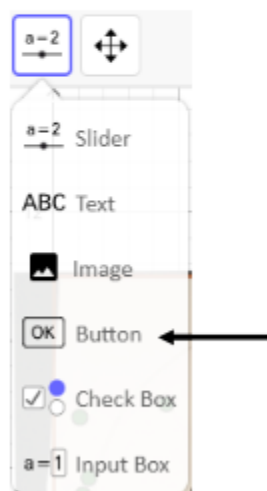 a=2
a=2 Slider
ABC Text
Image
OK Button
Check Box
a=1 Input Box